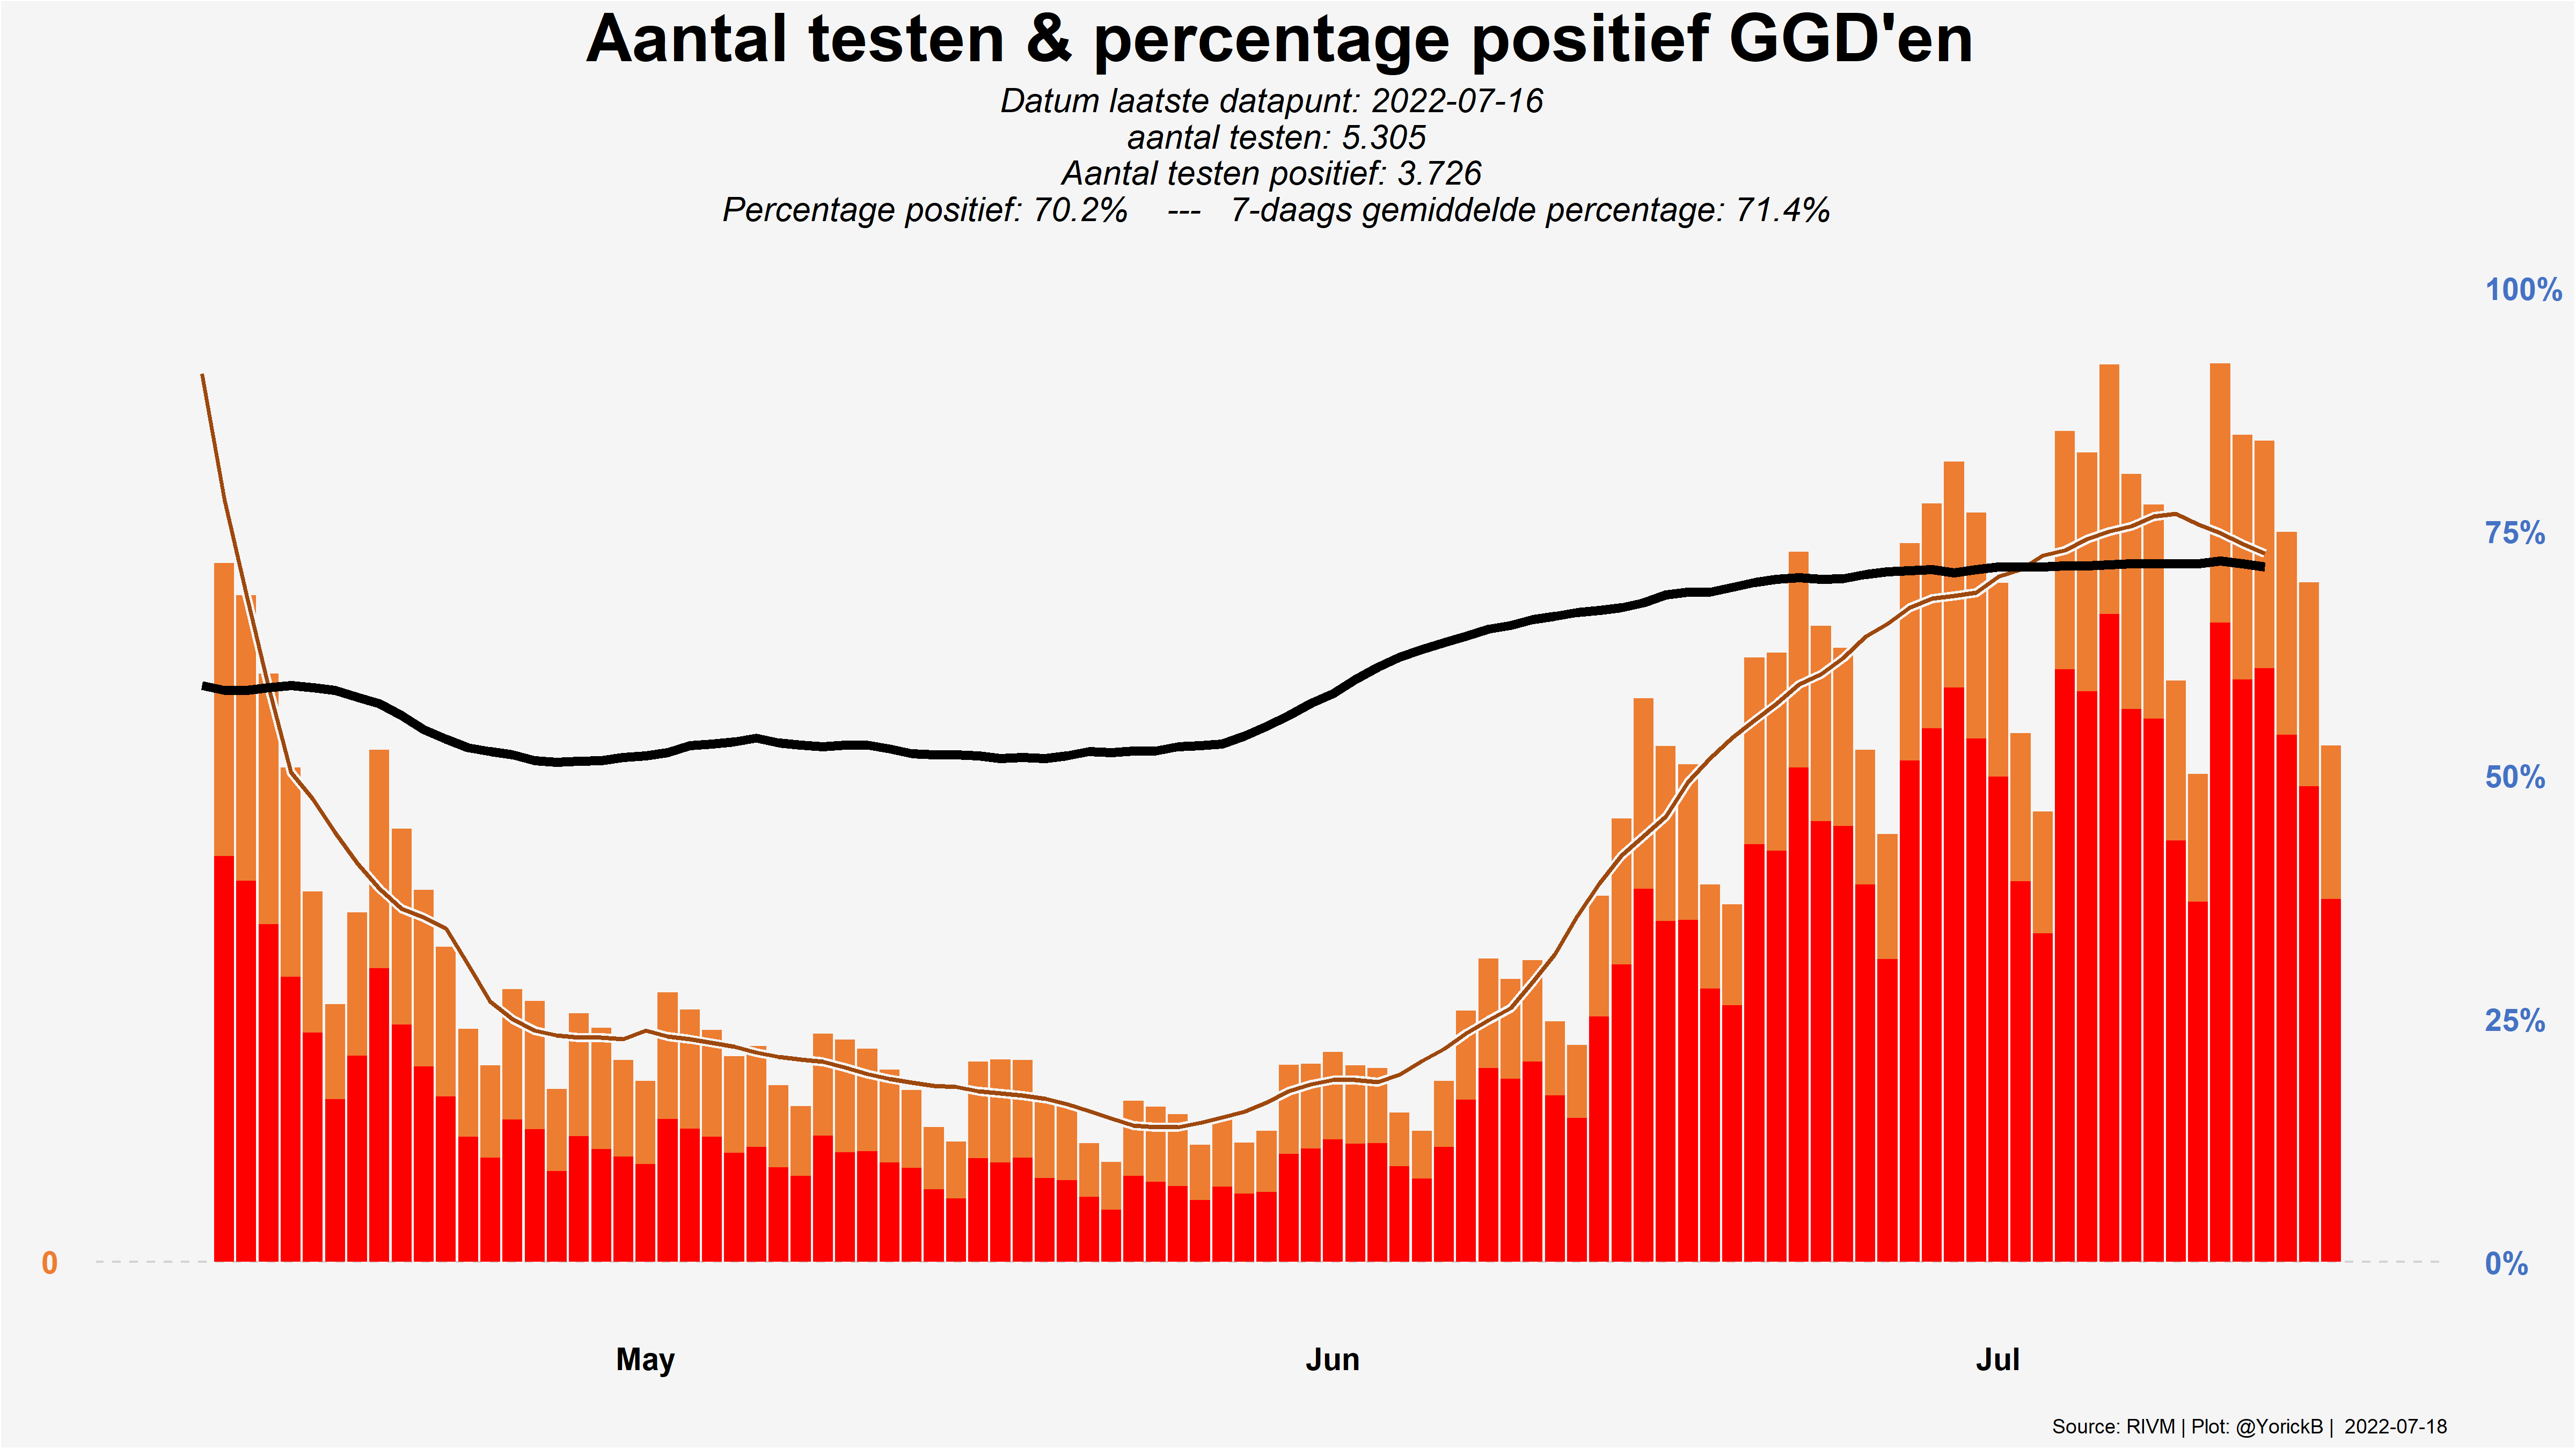 Aantal testen & percentage positief GGD'en
Datum laatste datapunt: 2022-07-16
aantal testen: 5.305
Aantal testen positief: 3.726
Percentage positief: 70.2% --- 7-daags gemiddelde percentage: 71.4%
100%
75%
50%
25%
0 0%
May Jun Jul
Source: RIVM | Plot: @YorickB | 2022-07-18